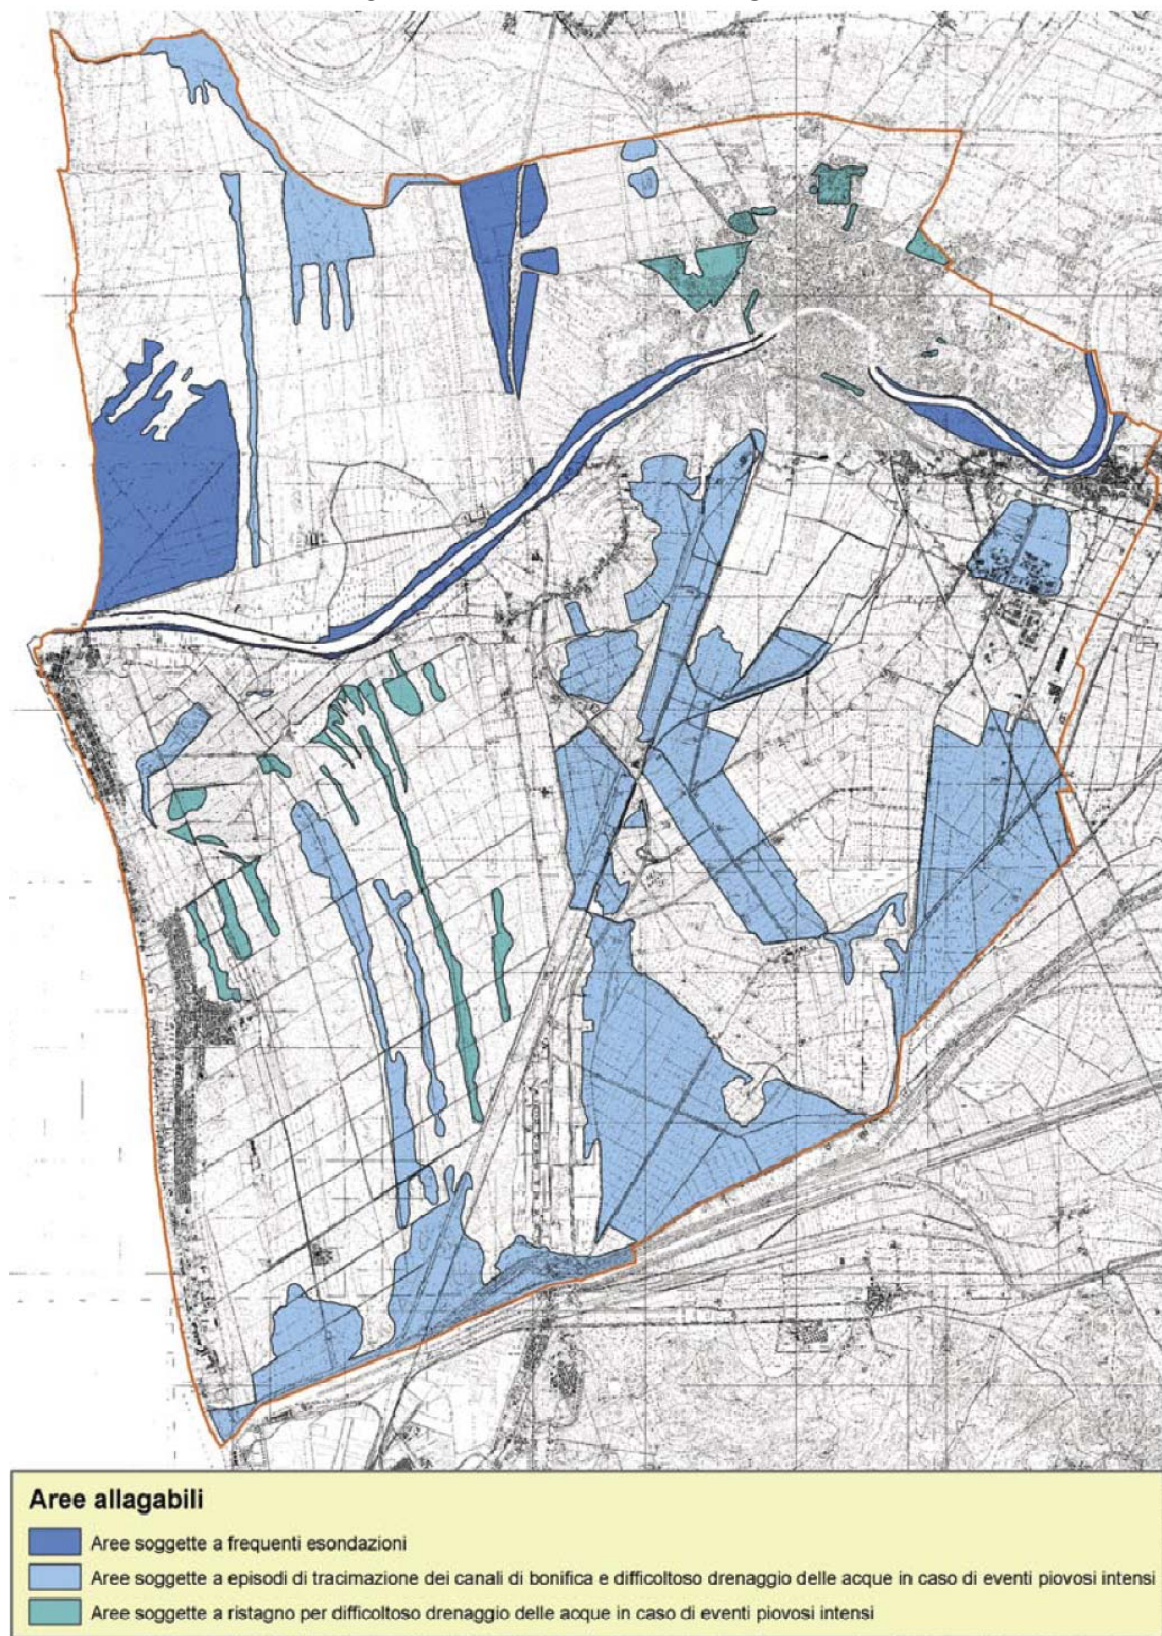 Aree allagabili
Aree soggette a frequenti esondazioni
Aree soggette a episodi di tracimazione dei canali di bonifica e difficoltoso drenaggio delle acque in caso di eventi piovosi intensi
Aree soggette a ristagno per difficoltoso drenaggio delle acque in caso di eventi piovosi intensi